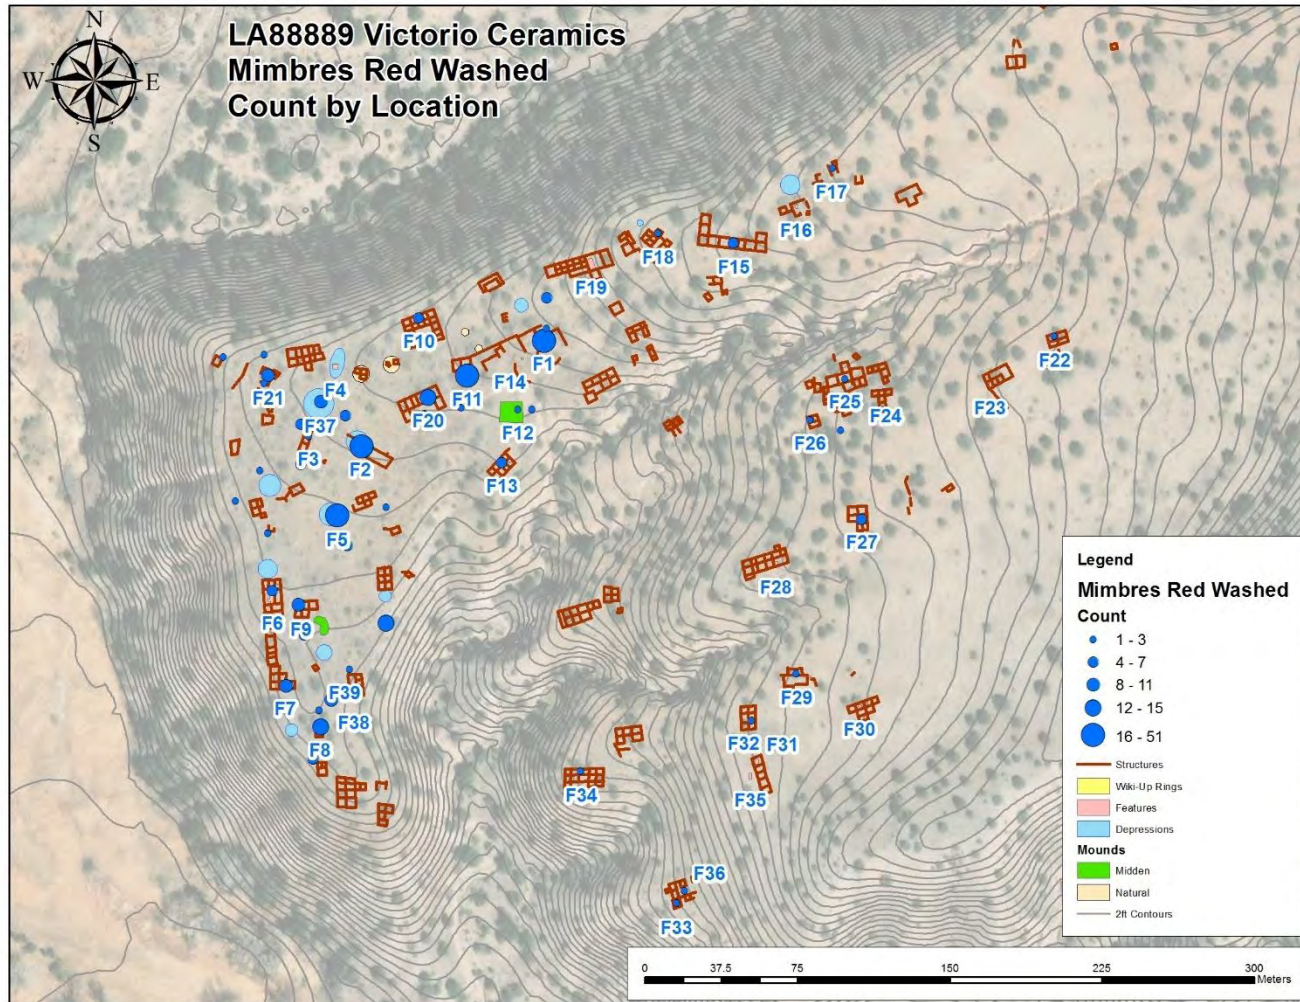 N
W
E
S
LA88889 Victorio Ceramics
Mimbres Red Washed
Count by Location
F17
F16
F18
F15
F19
F10
F1
F22
F14
F4
F21
F11
F25
F23
F37
F20
F24
F12
F26
F3
F2
F13
F5
F27
F28
F6
F9
F39
F7
F29
F38
F30
F32
F31
F8
F34
F35
F36
F33
Legend
Mimbres Red Washed
Count
1 - 3
4 - 7
8 - 11
12 - 15
16 - 51
Structures
Wiki-Up Rings
Features
Depressions
Mounds
Midden
Natural
2ft Contours
0 37.5 75 150 225 300
Meters